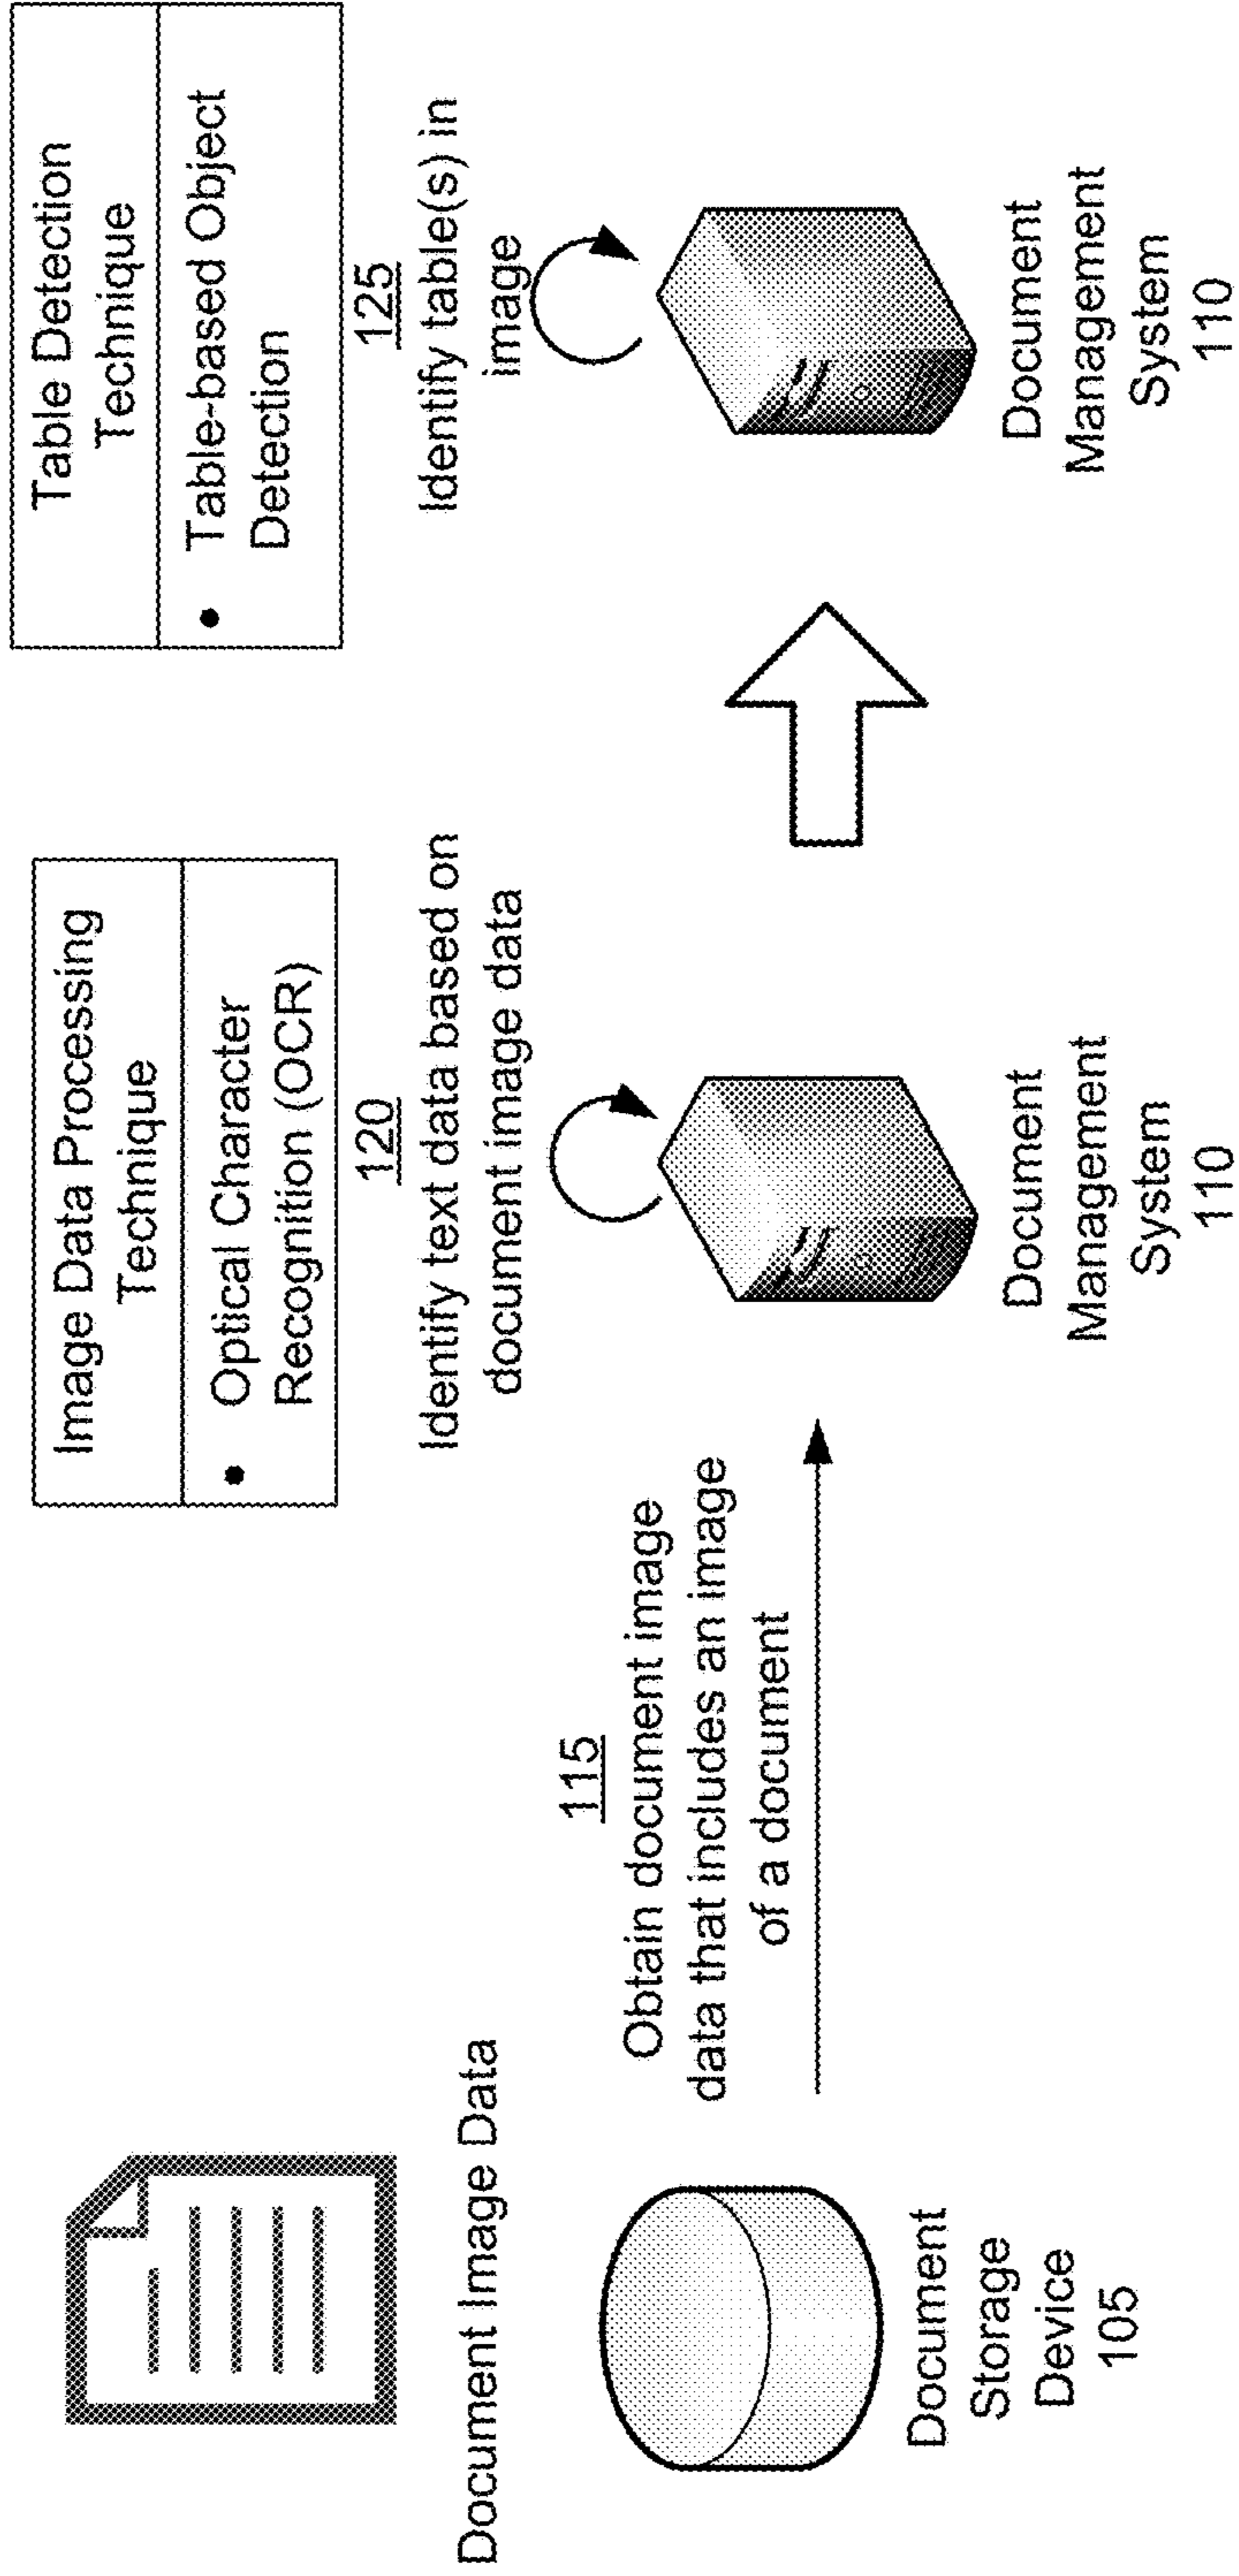 Document Image Data
Document
Storage
Device
105
115
Obtain document image
data that includes an image
of a document
Image Data Processing
Technique
• Optical Character
Recognition (OCR)
120
Identify text data based on
document image data
Document
Management
System
110
Table Detection
Technique
• Table-based Object
Detection
125
Identify table(s) in
image
Document
Management
System
110